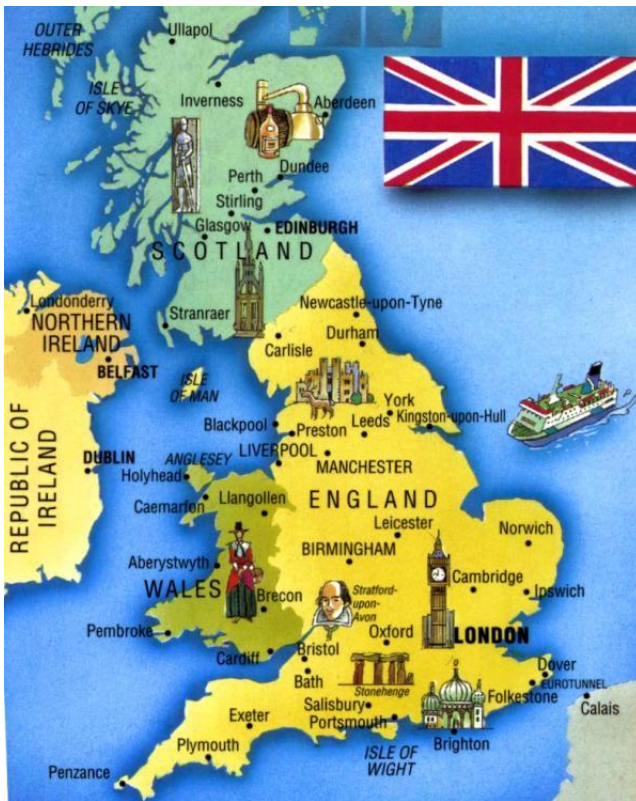 OUTER
HEBRIDES
Ullapol
ISLE
OF SKYE
Inverness
Aberdeen
Dundee
Perth
Stirling
Glasgow
EDINBURGH
SCOTLAND
Londonderry
NORTHERN
IRELAND
BELFAST
Stranraer
Newcastle-upon-Tyne
Durham
Carlisle
ISLE
OF MAN
York
Kingston-upon-Hull
Blackpool
Preston
Leeds
LIVERPOOL
MANCHESTER
REPUBLIC OF
IRELAND
DUBLIN
ANGLESEY
Holyhead
Caernarfon
Llangollen
ENGLAND
Leicester
Norwich
BIRMINGHAM
Aberystwyth
WALES
Brecon
Stratford-
upon-
Avon
Cambridge
Ipswich
Pembroke
Oxford
LONDON
Cardiff
Bristol
Bath
Stonehenge
Dover
EUROTUNNEL
Folkestone
Calais
Salisbury
Portsmouth
Exeter
Brighton
ISLE OF
WIGHT
Plymouth
Penzance